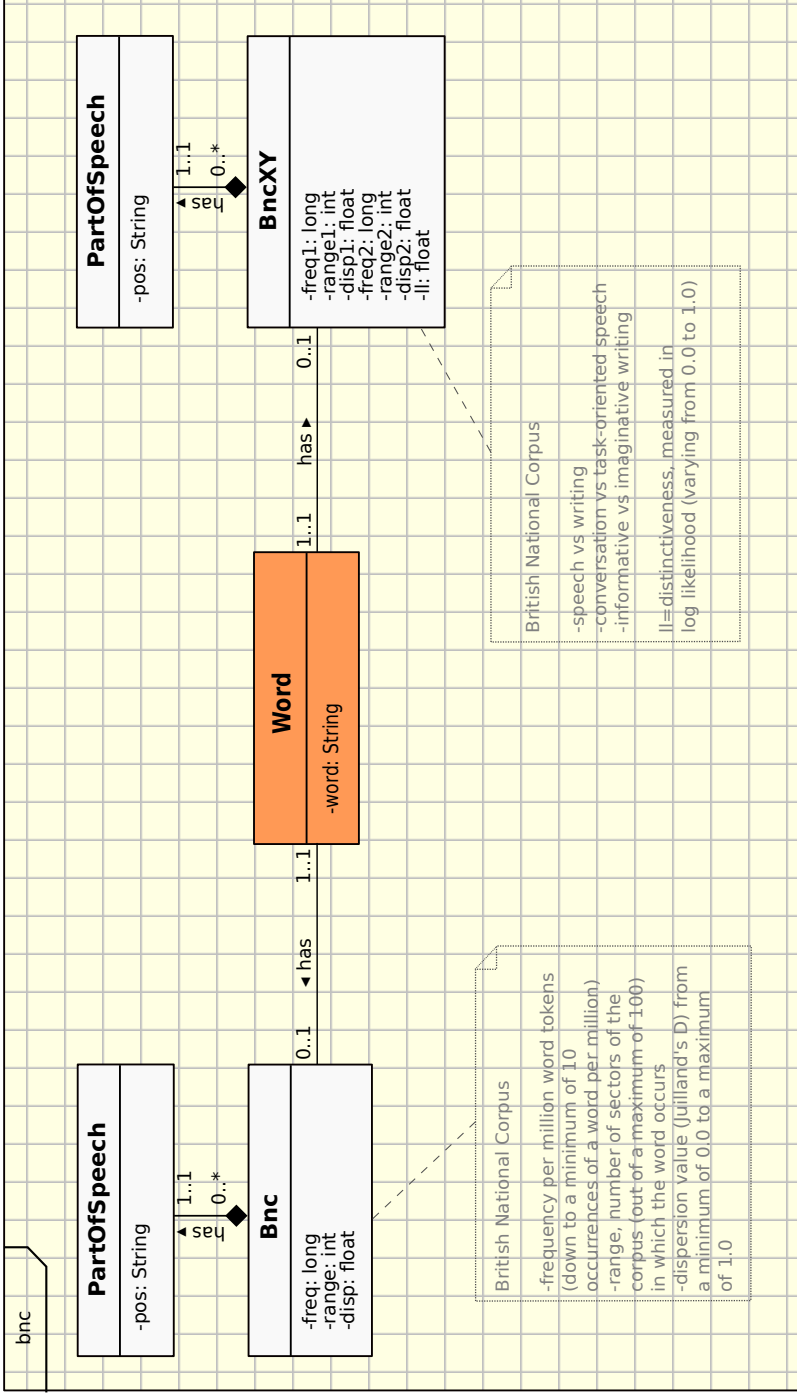 bnc
PartOfSpeech
-pos: String
1..1
has ▸
0..*
Bnc
-freq: long
-range: int
-disp: float
0..1
◂ has
1..1
Word
-word: String
1..1
has ▸
0..1
PartOfSpeech
-pos: String
1..1
has ▸
0..*
BncXY
-freq1: long
-range1: int
-disp1: float
-freq2: long
-range2: int
-disp2: float
-ll: float
British National Corpus
-frequency per million word tokens
(down to a minimum of 10
occurrences of a word per million)
-range, number of sectors of the
corpus (out of a maximum of 100)
in which the word occurs
-dispersion value (Juilland's D) from
a minimum of 0.0 to a maximum
of 1.0
British National Corpus
-speech vs writing
-conversation vs task-oriented speech
-informative vs imaginative writing
ll=distinctiveness, measured in
log likelihood (varying from 0.0 to 1.0)